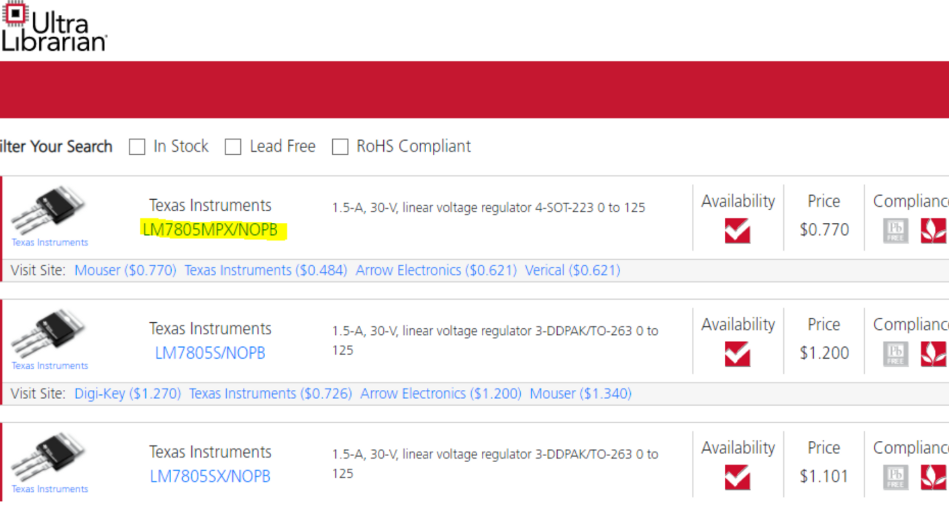 Ultra
Librarian
ilter Your Search In Stock Lead Free RoHS Compliant
Texas Instruments
Texas Instruments
LM7805MPX/NOPB
1.5-A, 30-V, linear voltage regulator 4-SOT-223 0 to 125
Availability
Price
$0.770
Complianc
Pb
FREE
Visit Site: Mouser ($0.770) Texas Instruments ($0.484) Arrow Electronics ($0.621) Verical ($0.621)
Texas Instruments
Texas Instruments
LM7805S/NOPB
1.5-A, 30-V, linear voltage regulator 3-DDPAK/TO-263 0 to
125
Availability
Price
$1.200
Complianc
Pb
FREE
Visit Site: Digi-Key ($1.270) Texas Instruments ($0.726) Arrow Electronics ($1.200) Mouser ($1.340)
Texas Instruments
Texas Instruments
LM7805SX/NOPB
1.5-A, 30-V, linear voltage regulator 3-DDPAK/TO-263 0 to
125
Availability
Price
$1.101
Complianc
Pb
FREE